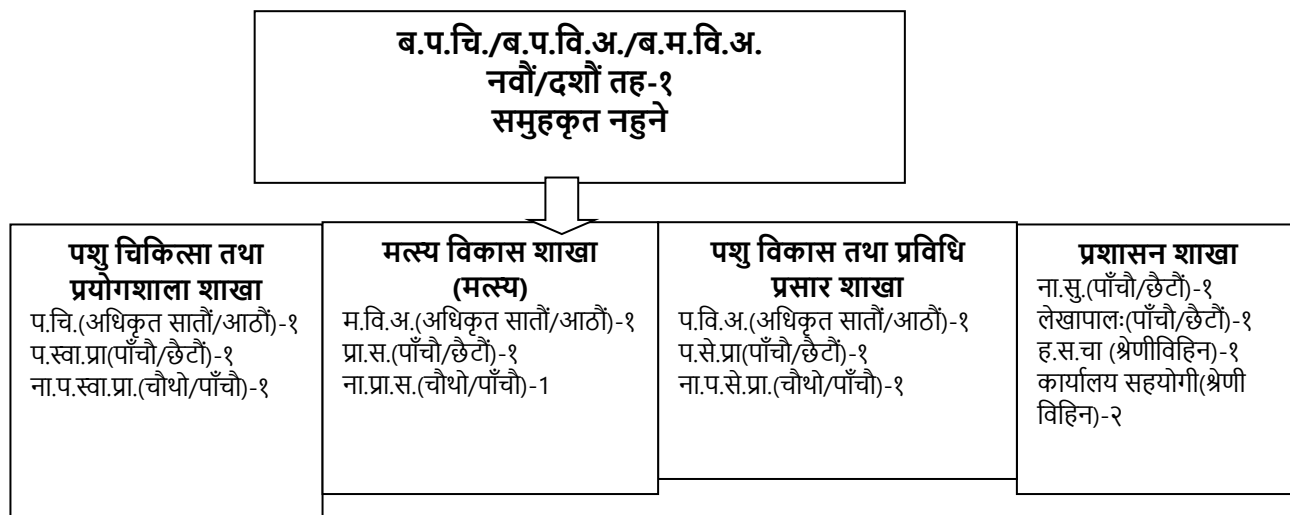 ब.प.चि./ब.प.वि.अ./ब.म.वि.अ.
नवौं/दशौं तह-१
समुहकृत नहुने
पशु चिकित्सा तथा
प्रयोगशाला शाखा
प.चि.(अधिकृत सातौं/आठौं)-१
प.स्वा.प्रा(पाँचौ/छैटौं)-१
ना.प.स्वा.प्रा.(चौथो/पाँचौ)-१
मत्स्य विकास शाखा
(मत्स्य)
म.वि.अ.(अधिकृत सातौं/आठौं)-१
प्रा.स.(पाँचौ/छैटौं)-१
ना.प्रा.स.(चौथो/पाँचौ)-1
पशु विकास तथा प्रविधि
प्रसार शाखा
प.वि.अ.(अधिकृत सातौं/आठौं)-१
प.से.प्रा(पाँचौ/छैटौं)-१
ना.प.से.प्रा.(चौथो/पाँचौ)-१
प्रशासन शाखा
ना.सु.(पाँचौ/छैटौं)-१
लेखापालः(पाँचौ/छैटौं)-१
ह.स.चा (श्रेणीविहिन)-१
कार्यालय सहयोगी(श्रेणी
विहिन)-२